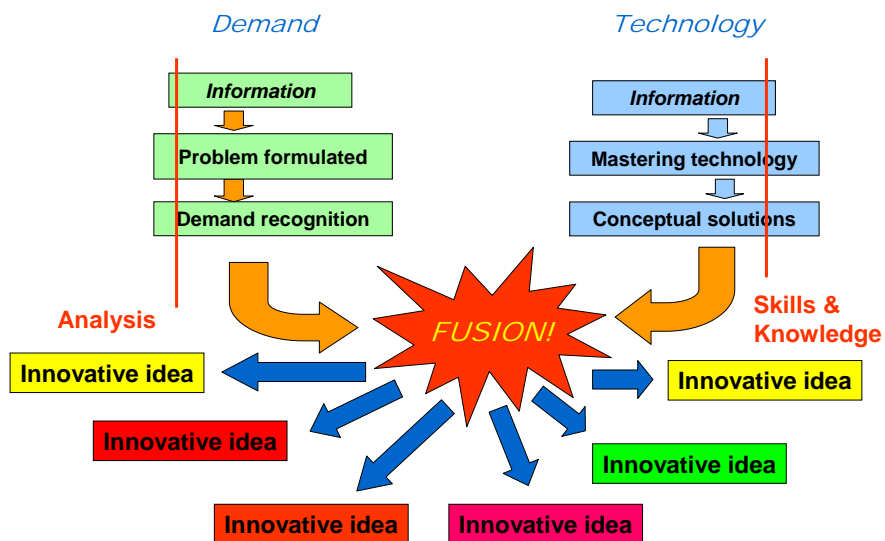 Demand
Technology
Information
Information
Problem formulated
Mastering technology
Demand recognition
Conceptual solutions
Analysis
FUSION!
Skills &
Knowledge
Innovative idea
Innovative idea
Innovative idea
Innovative idea
Innovative idea
Innovative idea